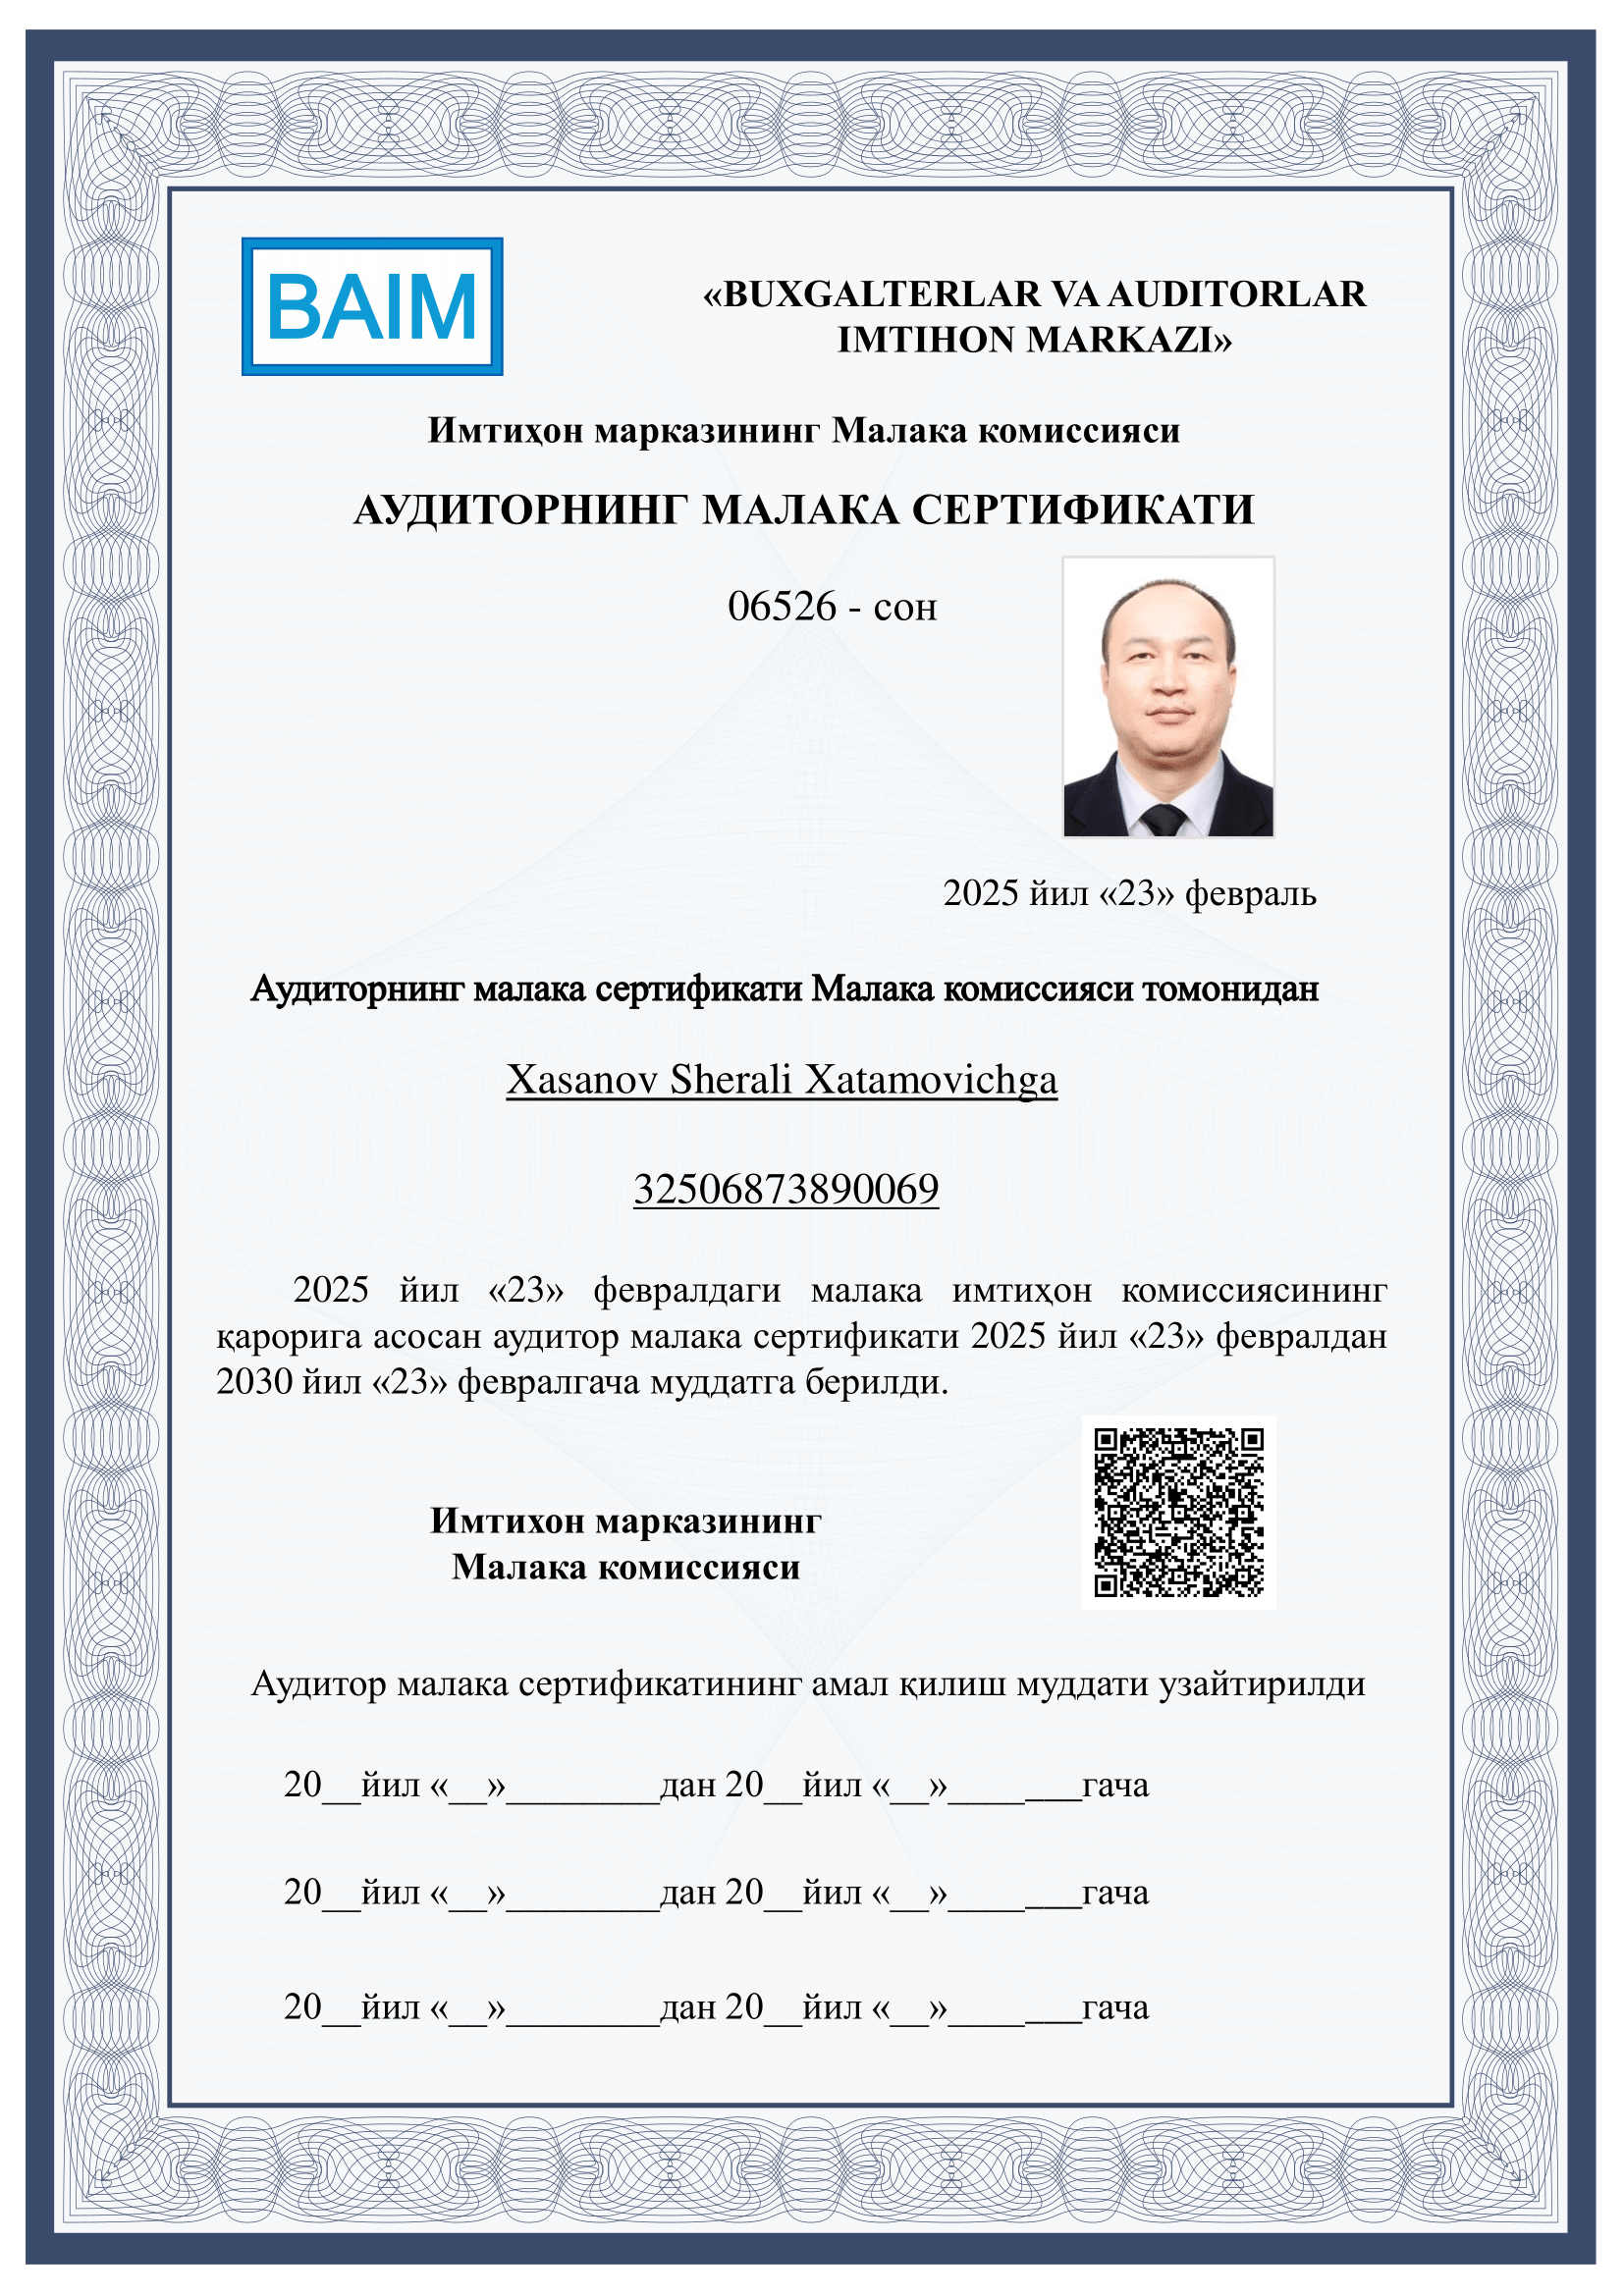 BAIM
«BUXGALTERLAR VA AUDITORLAR
IMTIHON MARKAZI»
Имтиҳон марказининг Малака комиссияси
АУДИТОРНИНГ МАЛАКА СЕРТИФИКАТИ
06526 - сон
2025 йил «23» февраль
Аудиторнинг малака сертификати Малака комиссияси томонидан
Xasanov Sherali Xatamovichga
32506873890069
2025 йил «23» февралдаги малака имтиҳон комиссиясининг
қарорига асосан аудитор малака сертификати 2025 йил «23» февралдан
2030 йил «23» февралгача муддатга берилди.
Имтихон марказининг
Малака комиссияси
Аудитор малака сертификатининг амал қилиш муддати узайтирилди
20__йил «__»________дан 20__йил «__»_______гача
20__йил «__»________дан 20__йил «__»_______гача
20__йил «__»________дан 20__йил «__»_______гача